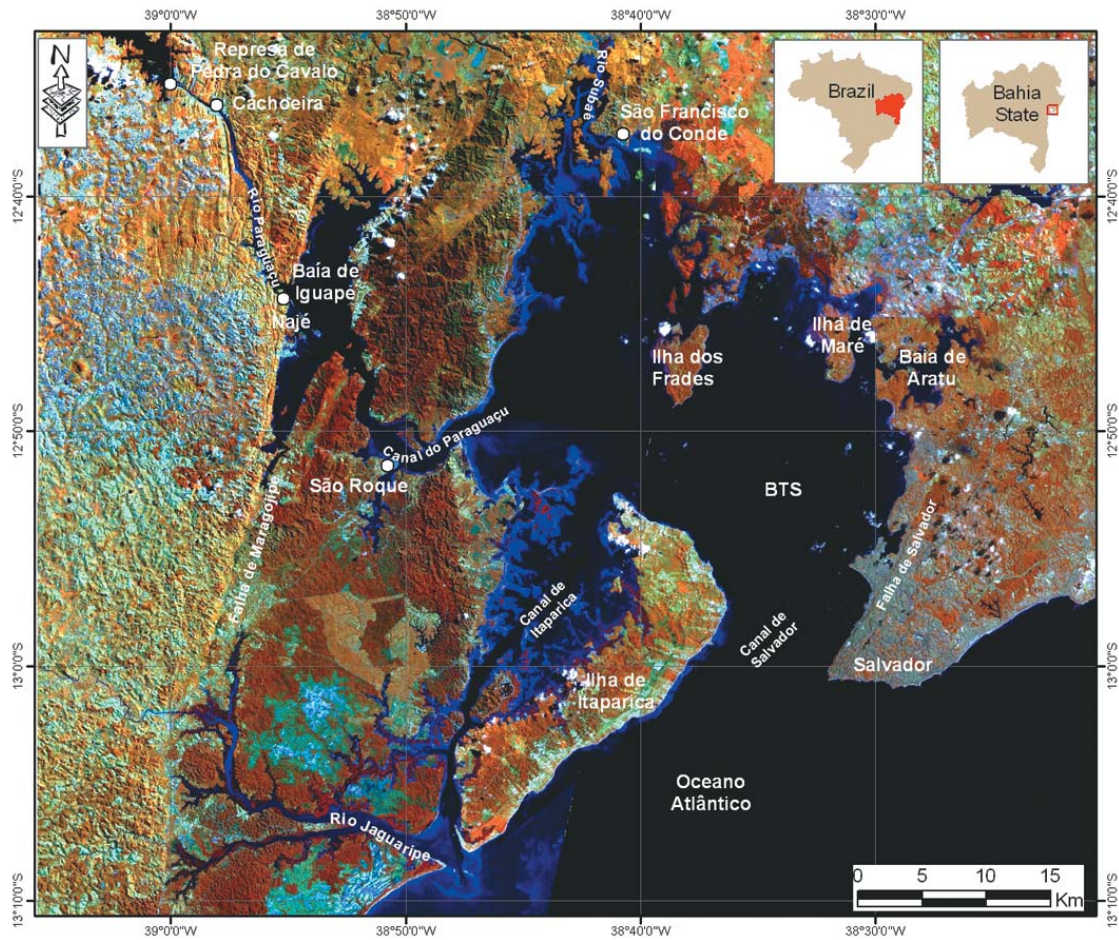 39°0'0"W
38°50'0"W
38°40'0"W
38°30'0"W
N
Represa de
Pedra do Cavalo
Cachoeira
Rio Subaé
São Francisco
do Conde
Brazil
Bahia
State
12°40'0"S
12°40'0"S
Rio Paraguaçu
Baía de
Iguape
Najé
Ilha dos
Frades
Ilha de
Maré
Baia de
Aratu
12°50'0"S
12°50'0"S
Canal do Paraguaçu
São Roque
BTS
Falha de Maragojipe
Falha de Salvador
Canal de
Itaparica
Canal de
Salvador
13°0'0"S
13°0'0"S
Salvador
Ilha de
Itaparica
Oceano
Atlântico
Rio Jaguaripe
0
5
10
15
Km
13°10'0"S
13°10'0"S
39°0'0"W
38°50'0"W
38°40'0"W
38°30'0"W